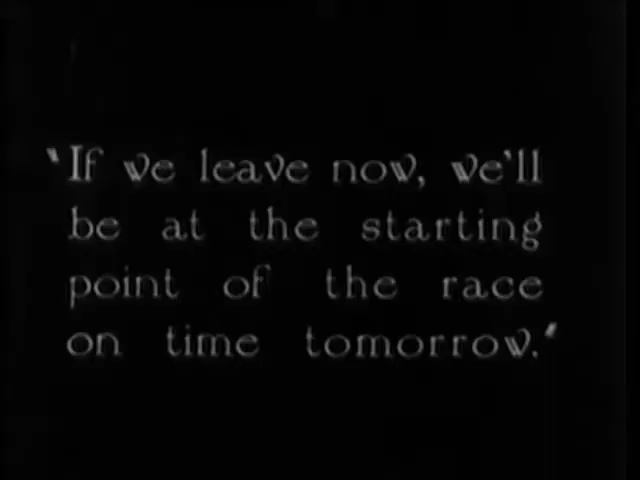 "If we leave now, we'll
be at the starting
point of the race
on time tomorrow."